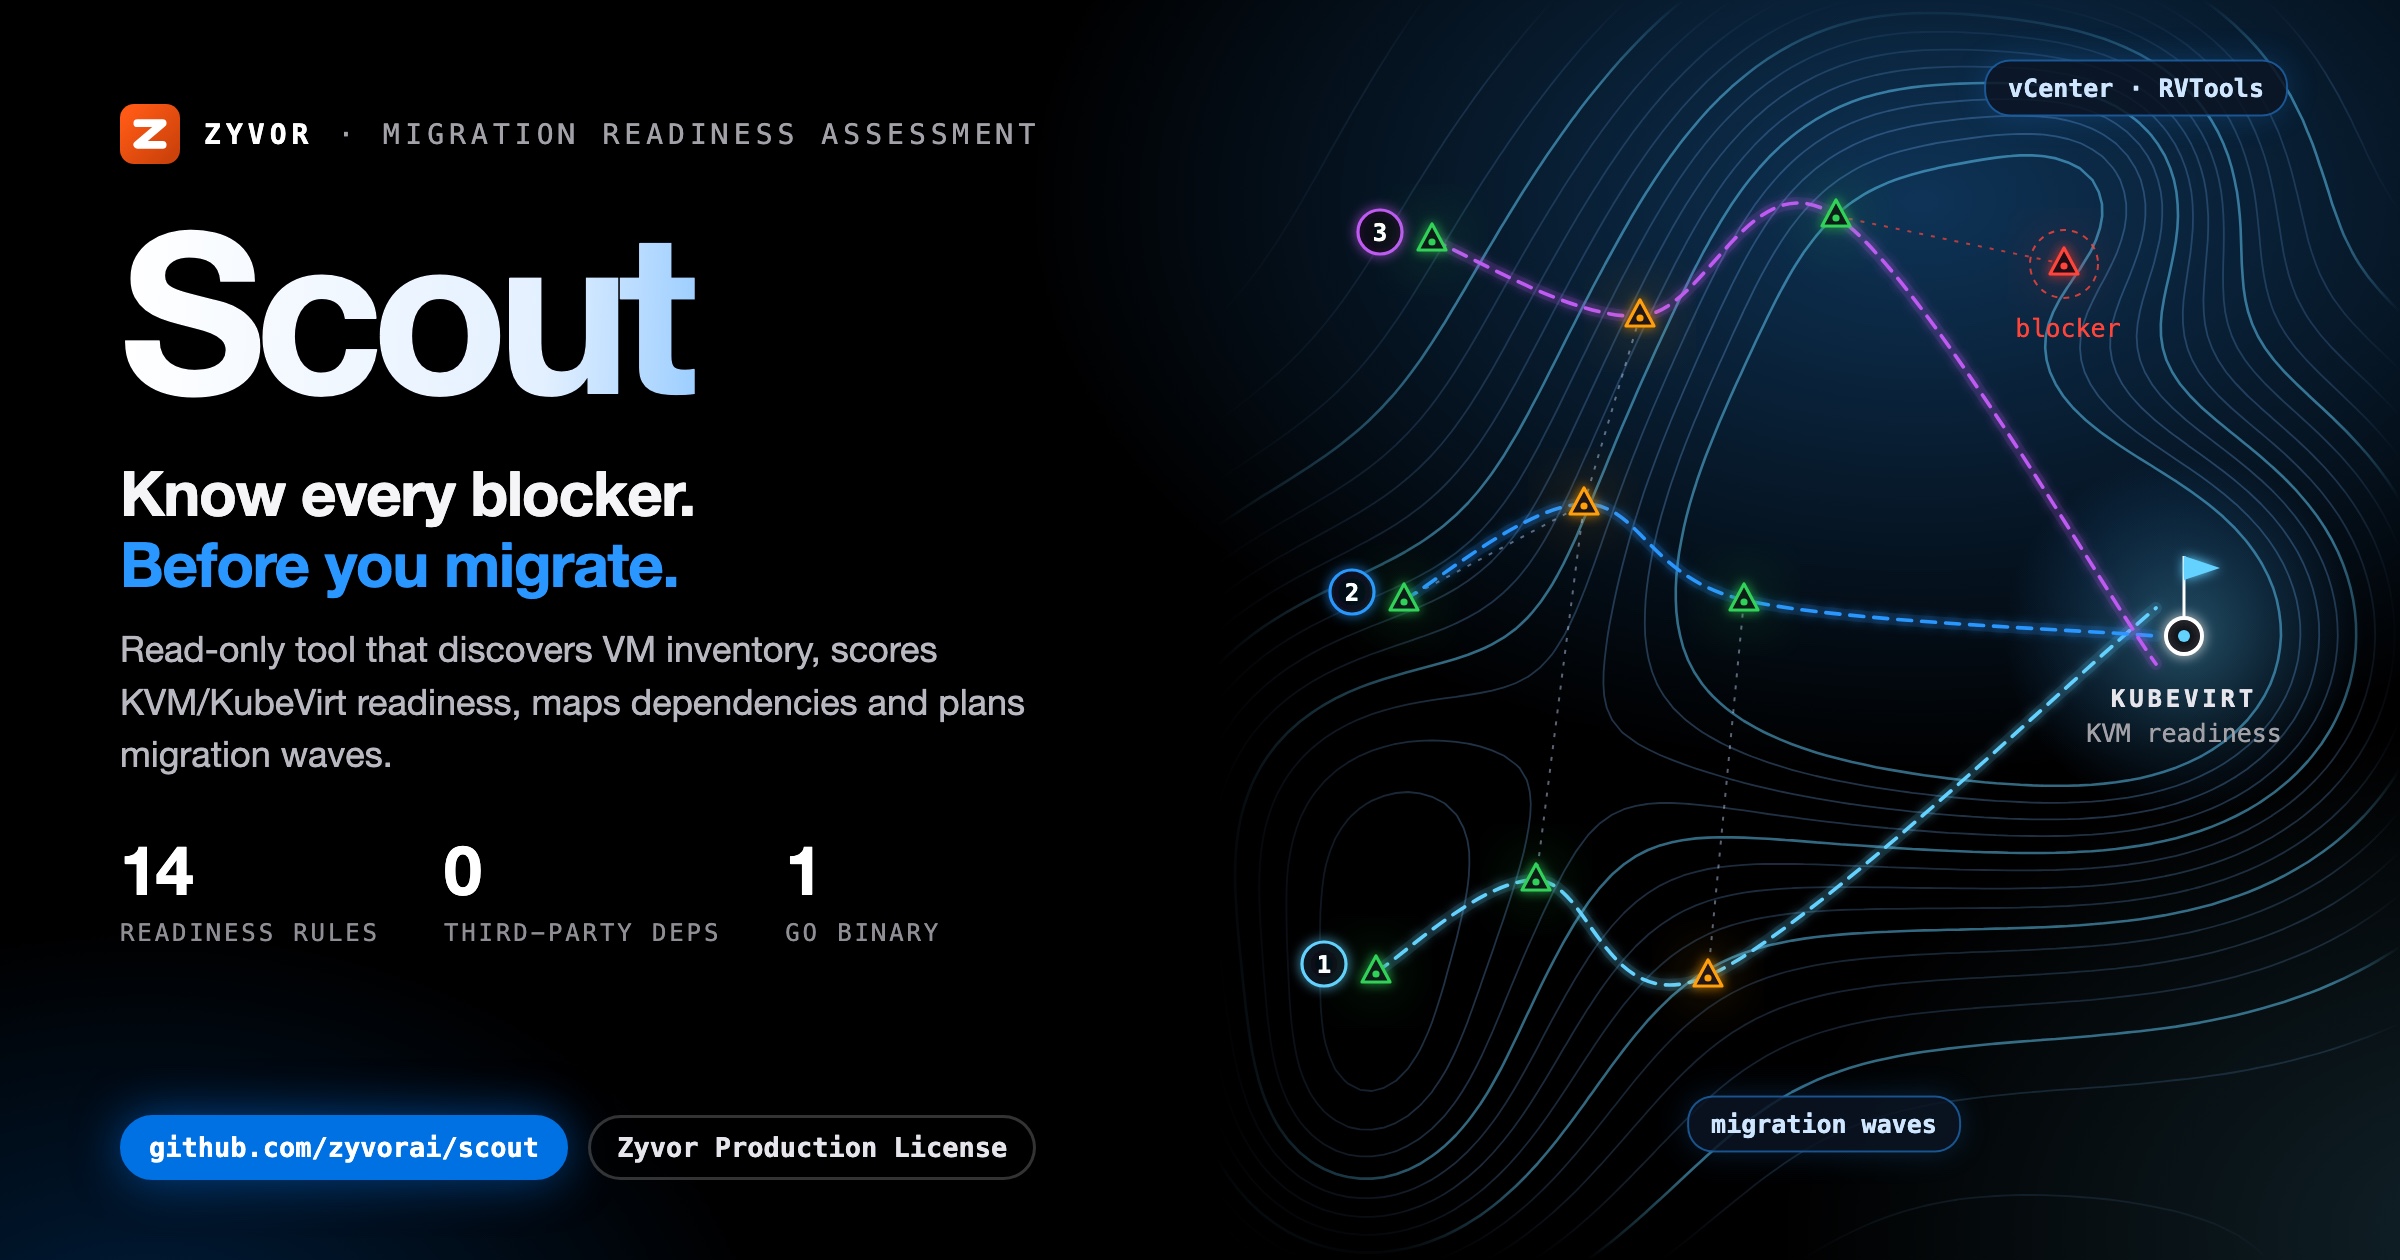 Z ZYVOR · MIGRATION READINESS ASSESSMENT
Scout
Know every blocker.
Before you migrate.
Read-only tool that discovers VM inventory, scores
KVM/KubeVirt readiness, maps dependencies and plans
migration waves.
14
READINESS RULES
0
THIRD-PARTY DEPS
1
GO BINARY
github.com/zyvorai/scout
Zyvor Production License
vCenter · RVTools
3
blocker
2
KUBEVIRT
KVM readiness
1
migration waves